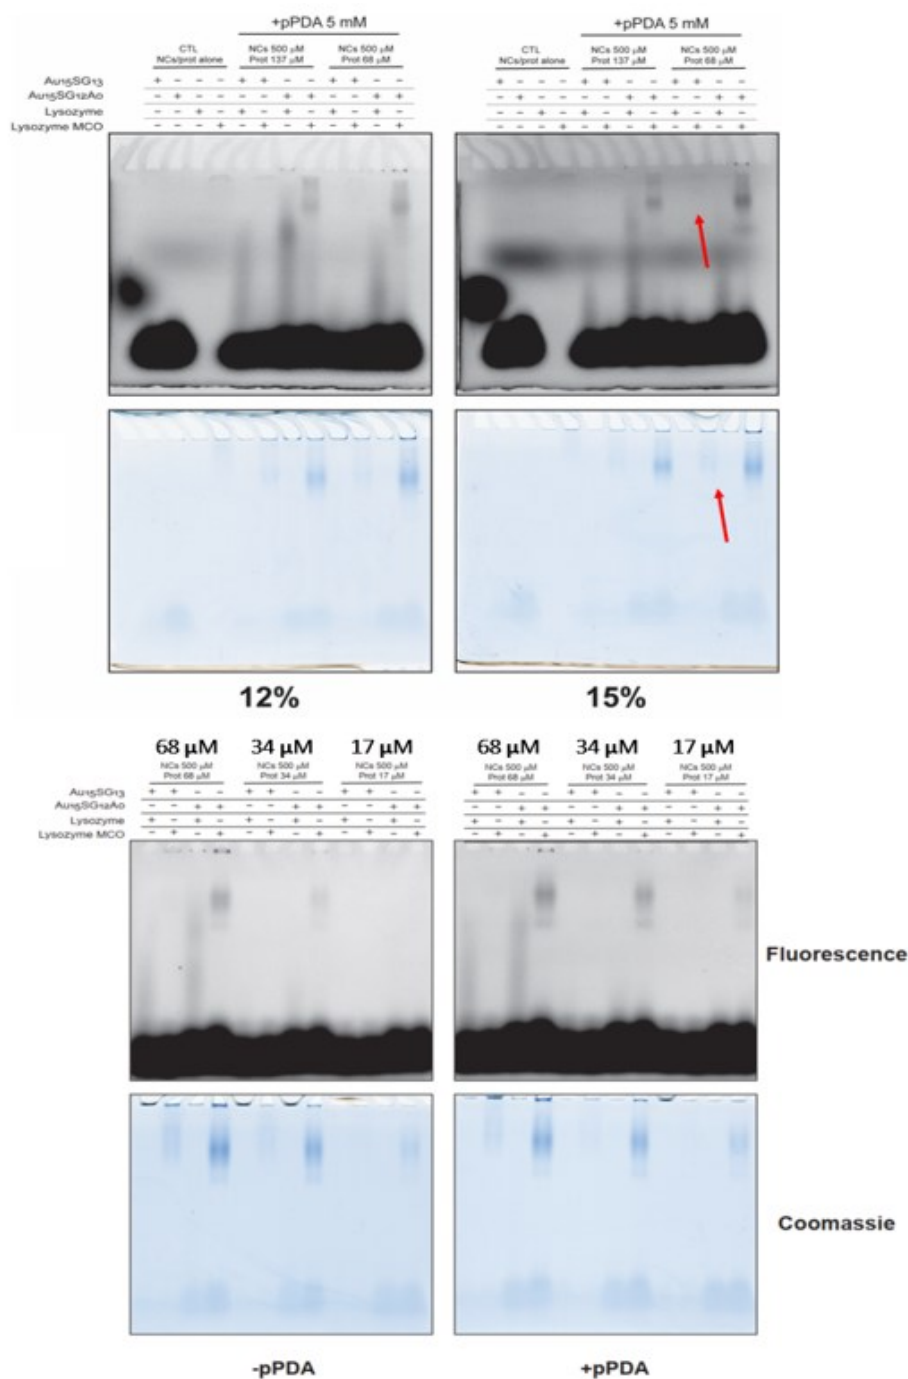 +pPDA 5 mM
+pPDA 5 mM
CTL
NCs/prot alone
NCs 500 μM
Prot 137 μM
NCs 500 μM
Prot 68 μM
CTL
NCs/prot alone
NCs 500 μM
Prot 137 μM
NCs 500 μM
Prot 68 μM
Au15SG13 + − − − + + − − + + − − + − − − + + − − + + − −
Au15SG12Ao − + − − − − + + − − + + − + − − − − + + − − + +
Lysozyme − − + − + − + − + − + − − − + − + − + − + − + −
Lysozyme MCO − − − + − + − + − + − + − − − + − + − + − + − +
12%
15%
68 μM 34 μM 17 μM
68 μM 34 μM 17 μM
NCs 500 μM
Prot 68 μM
NCs 500 μM
Prot 34 μM
NCs 500 μM
Prot 17 μM
NCs 500 μM
Prot 68 μM
NCs 500 μM
Prot 34 μM
NCs 500 μM
Prot 17 μM
Au15SG13 + + − − + + − − + + − − + + − − + + − − + + − −
Au15SG12Ao − − + + − − + + − − + + − − + + − − + + − − + +
Lysozyme + − + − + − + − + − + − + − + − + − + − + − + −
Lysozyme MCO − + − + − + − + − + − + − + − + − + − + − + − +
Fluorescence
Coomassie
-pPDA
+pPDA